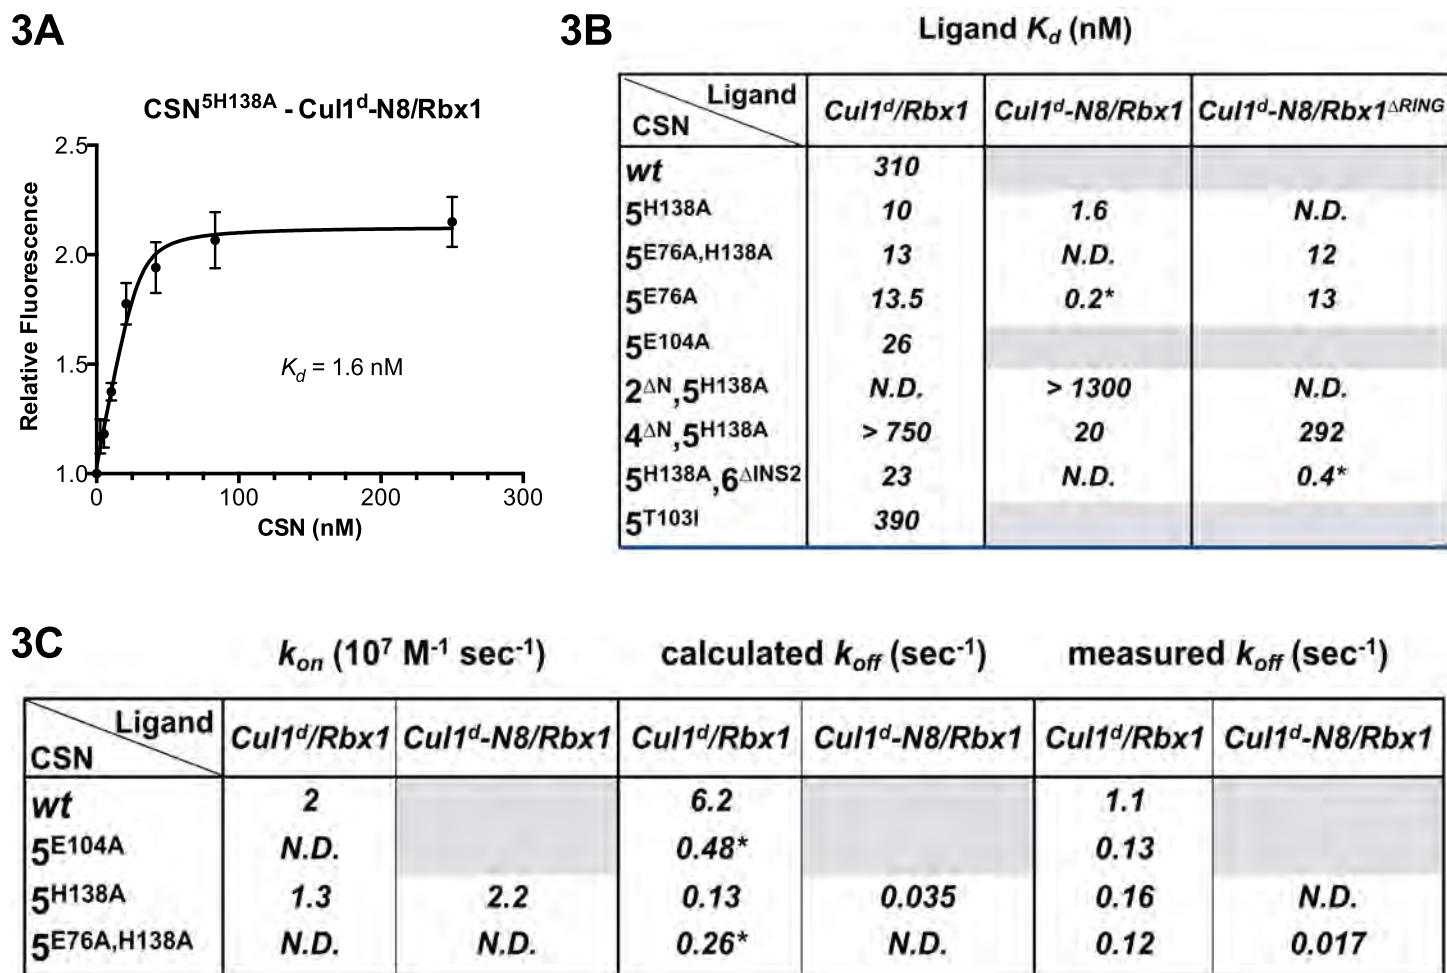 3A
CSN5H138A - Cul1d-N8/Rbx1
2.5
2.0
1.5
1.0
Relative Fluorescence
Kd = 1.6 nM
0 100 200 300
CSN (nM)
3B
Ligand Kd (nM)
Ligand
CSN
Cul1d/Rbx1 Cul1d-N8/Rbx1 Cul1d-N8/Rbx1ΔRING
wt 310
5H138A 10 1.6 N.D.
5E76A,H138A 13 N.D. 12
5E76A 13.5 0.2* 13
5E104A 26
2ΔN,5H138A N.D. > 1300 N.D.
4ΔN,5H138A > 750 20 292
5H138A,6ΔINS2 23 N.D. 0.4*
5T103I 390
3C
kon (107 M-1 sec-1) calculated koff (sec-1) measured koff (sec-1)
Ligand
CSN
Cul1d/Rbx1 Cul1d-N8/Rbx1 Cul1d/Rbx1 Cul1d-N8/Rbx1 Cul1d/Rbx1 Cul1d-N8/Rbx1
wt 2 6.2 1.1
5E104A N.D. 0.48* 0.13
5H138A 1.3 2.2 0.13 0.035 0.16 N.D.
5E76A,H138A N.D. N.D. 0.26* N.D. 0.12 0.017